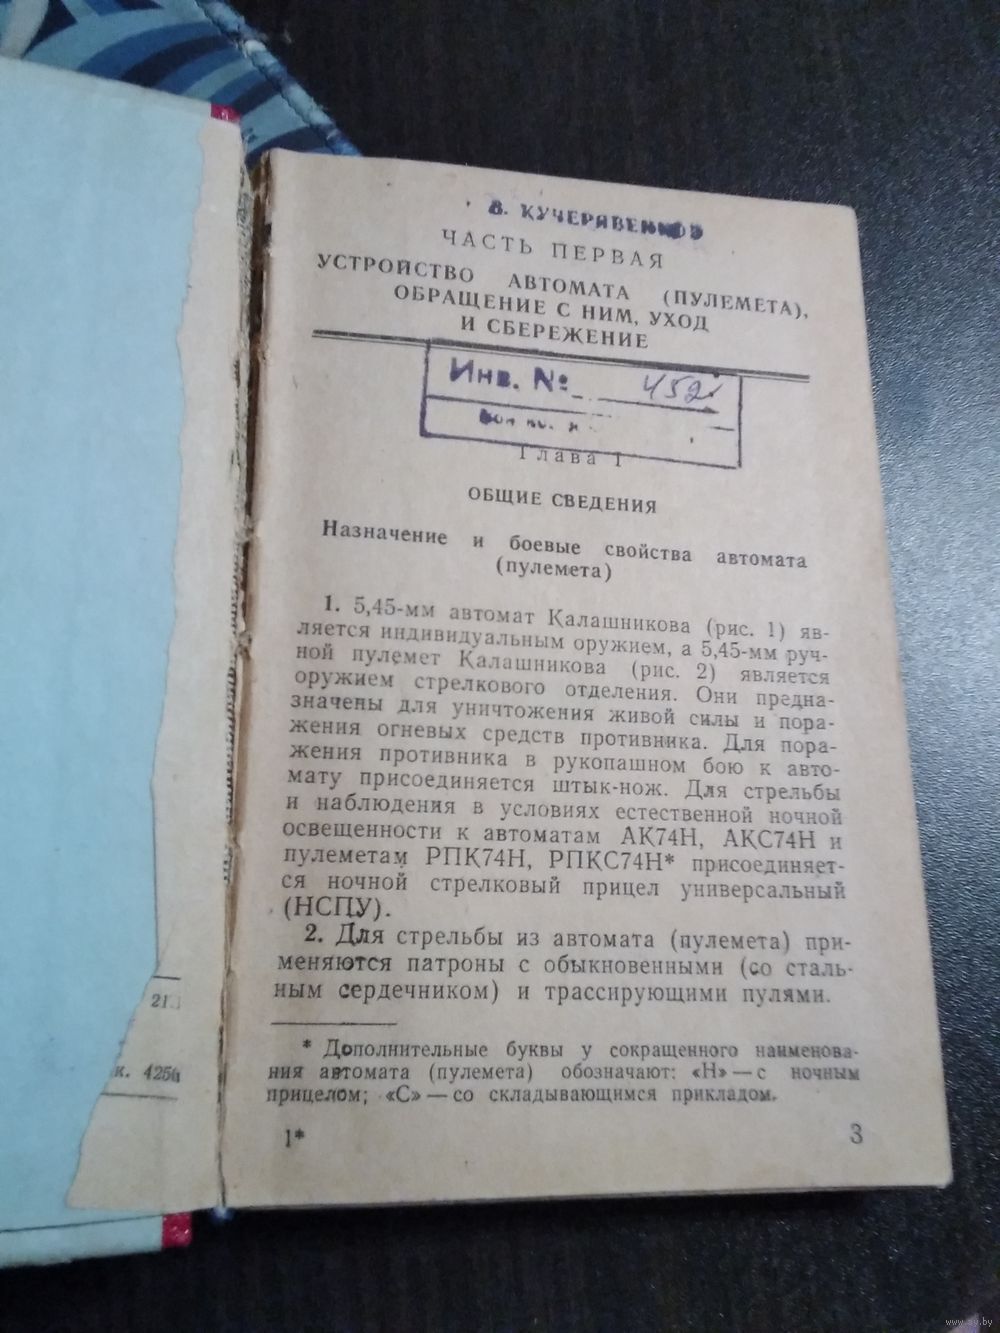 В. КУЧЕРЯВЕНКОВ
ЧАСТЬ ПЕРВАЯ
УСТРОЙСТВО АВТОМАТА (ПУЛЕМЕТА),
ОБРАЩЕНИЕ С НИМ, УХОД
И СБЕРЕЖЕНИЕ
Инв. № 452
Глава 1
ОБЩИЕ СВЕДЕНИЯ
Назначение и боевые свойства автомата
(пулемета)
1. 5,45-мм автомат Калашникова (рис. 1) яв-
ляется индивидуальным оружием, а 5,45-мм руч-
ной пулемет Калашникова (рис. 2) является
оружием стрелкового отделения. Они предна-
значены для уничтожения живой силы и пора-
жения огневых средств противника. Для пора-
жения противника в рукопашном бою к авто-
мату присоединяется штык-нож. Для стрельбы
и наблюдения в условиях естественной ночной
освещенности к автоматам АК74Н, АКС74Н и
пулеметам РПК74Н, РПКС74Н* присоединяет-
ся ночной стрелковый прицел универсальный
(НСПУ).
2. Для стрельбы из автомата (пулемета) при-
меняются патроны с обыкновенными (со сталь-
ным сердечником) и трассирующими пулями.
* Дополнительные буквы у сокращенного наименова-
ния автомата (пулемета) обозначают: «Н» — с ночным
прицелом; «С» — со складывающимся прикладом.
1* 3
www.ay.by